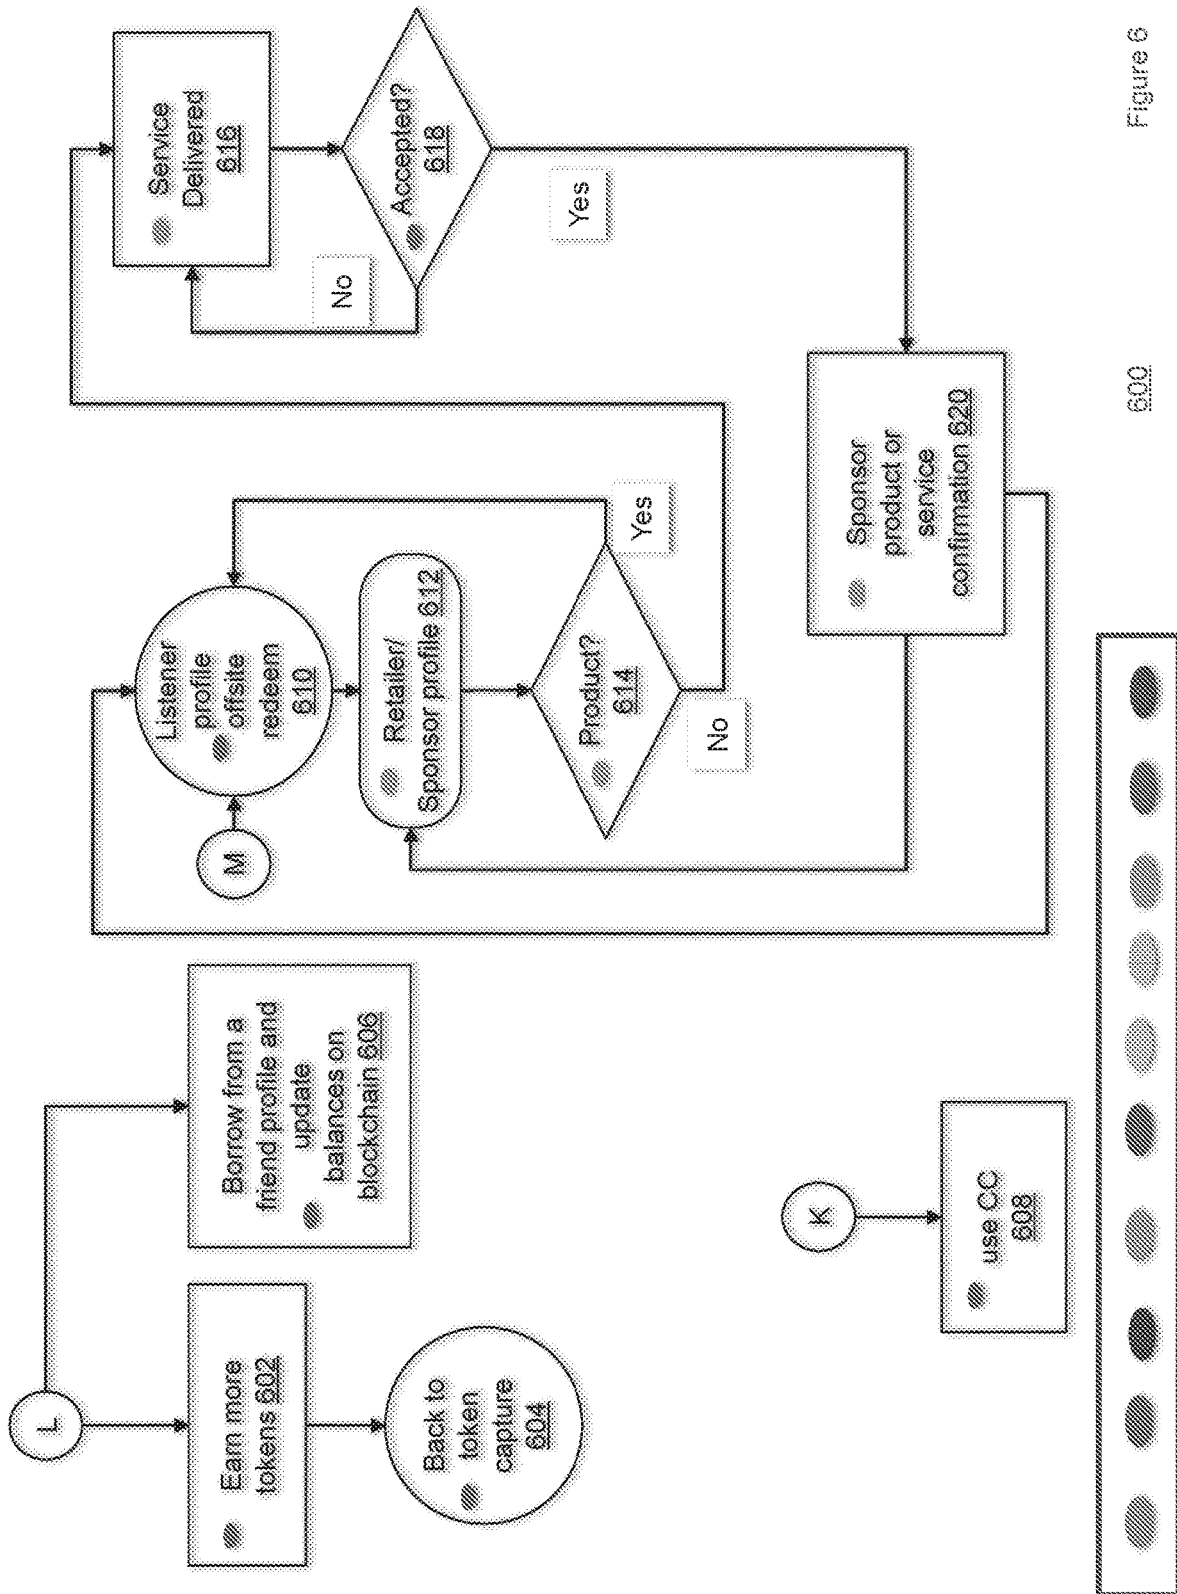 L
Earn more
tokens 602
Back to
token
capture
604
Borrow from a
friend profile and
update
balances on
blockchain 606
K
use CC
608
M
Listener
profile
offsite
redeem
610
Retailer/
Sponsor profile 612
Product?
614
Yes
No
Service
Delivered
616
Accepted?
618
No
Yes
Sponsor
product or
service
confirmation 620
600
Figure 6